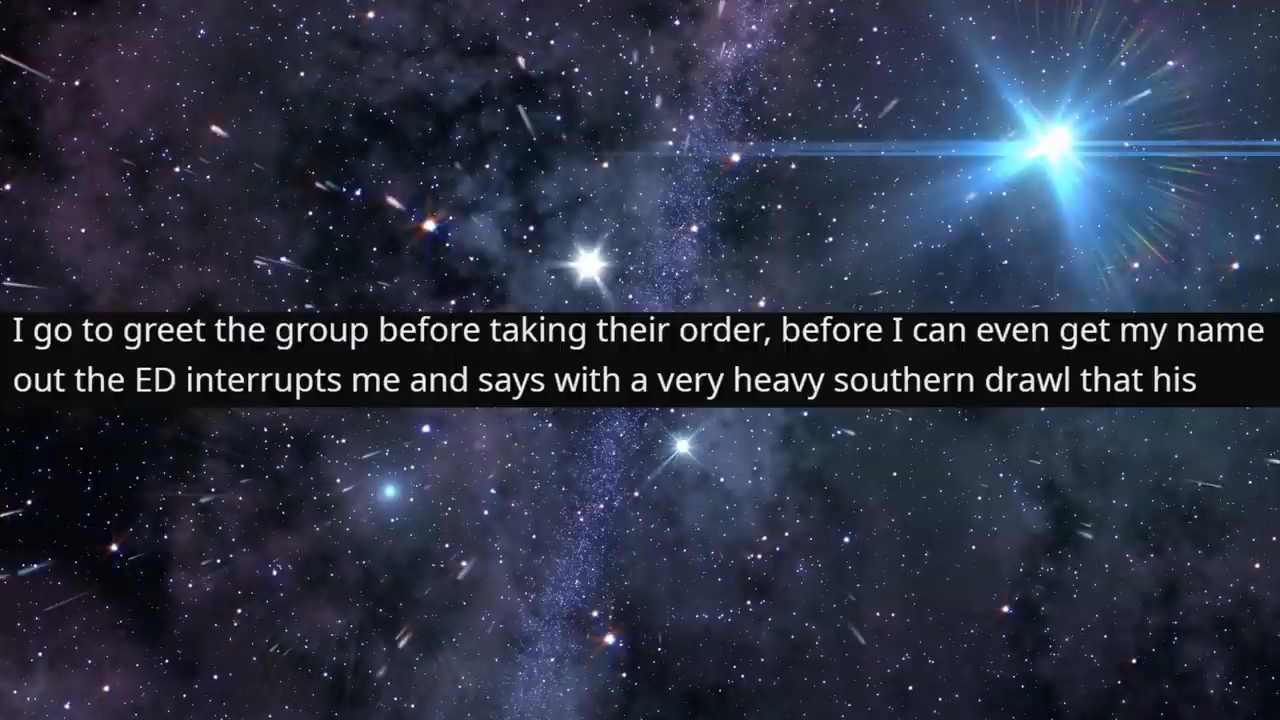 I go to greet the group before taking their order, before I can even get my name
out the ED interrupts me and says with a very heavy southern drawl that his